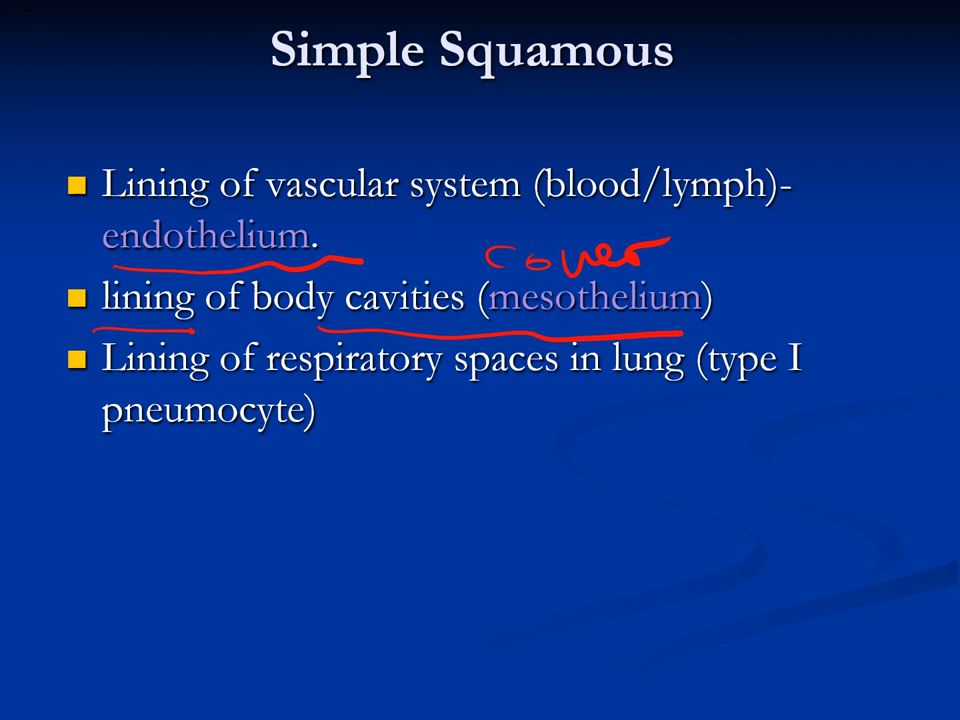 Simple Squamous
Lining of vascular system (blood/lymph)-
endothelium.
cover
lining of body cavities (mesothelium)
Lining of respiratory spaces in lung (type I
pneumocyte)